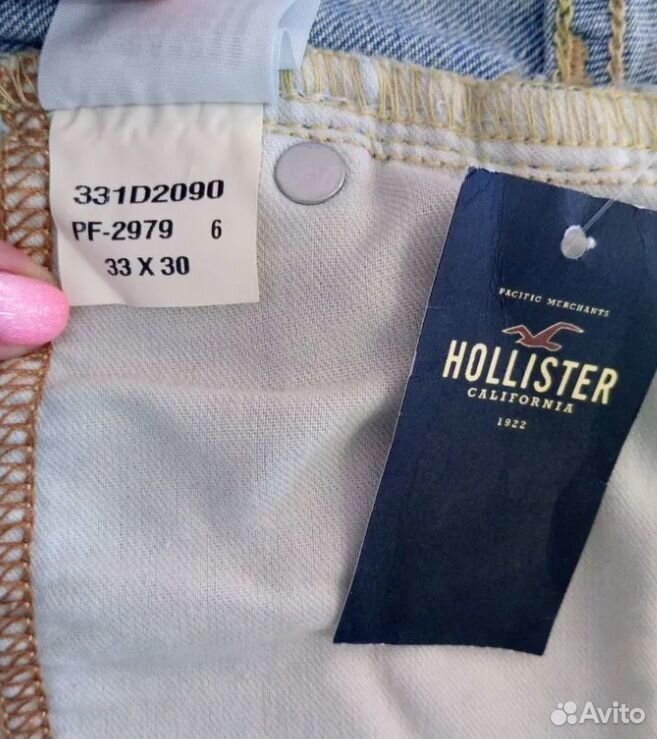 331D2090
PF-2979 6
33 X 30
PACIFIC MERCHANTS
HOLLISTER
CALIFORNIA
1922
Avito